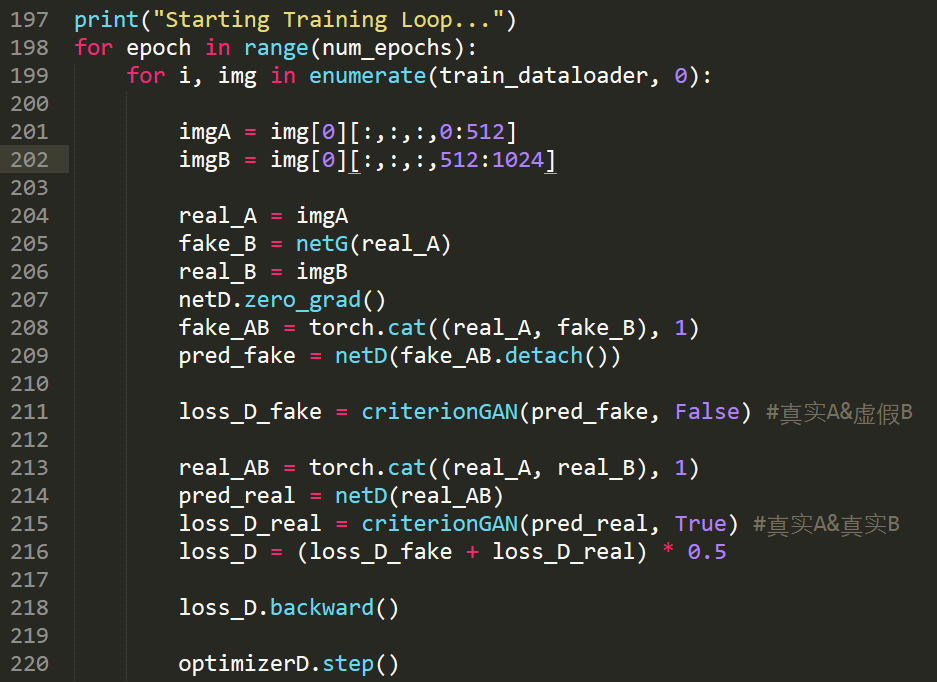 197 print("Starting Training Loop...")
198 for epoch in range(num_epochs):
199     for i, img in enumerate(train_dataloader, 0):
200
201         imgA = img[0][:,:,:,0:512]
202         imgB = img[0][:,:,:,512:1024]
203
204         real_A = imgA
205         fake_B = netG(real_A)
206         real_B = imgB
207         netD.zero_grad()
208         fake_AB = torch.cat((real_A, fake_B), 1)
209         pred_fake = netD(fake_AB.detach())
210
211         loss_D_fake = criterionGAN(pred_fake, False) #真实A&虚假B
212
213         real_AB = torch.cat((real_A, real_B), 1)
214         pred_real = netD(real_AB)
215         loss_D_real = criterionGAN(pred_real, True) #真实A&真实B
216         loss_D = (loss_D_fake + loss_D_real) * 0.5
217
218         loss_D.backward()
219
220         optimizerD.step()